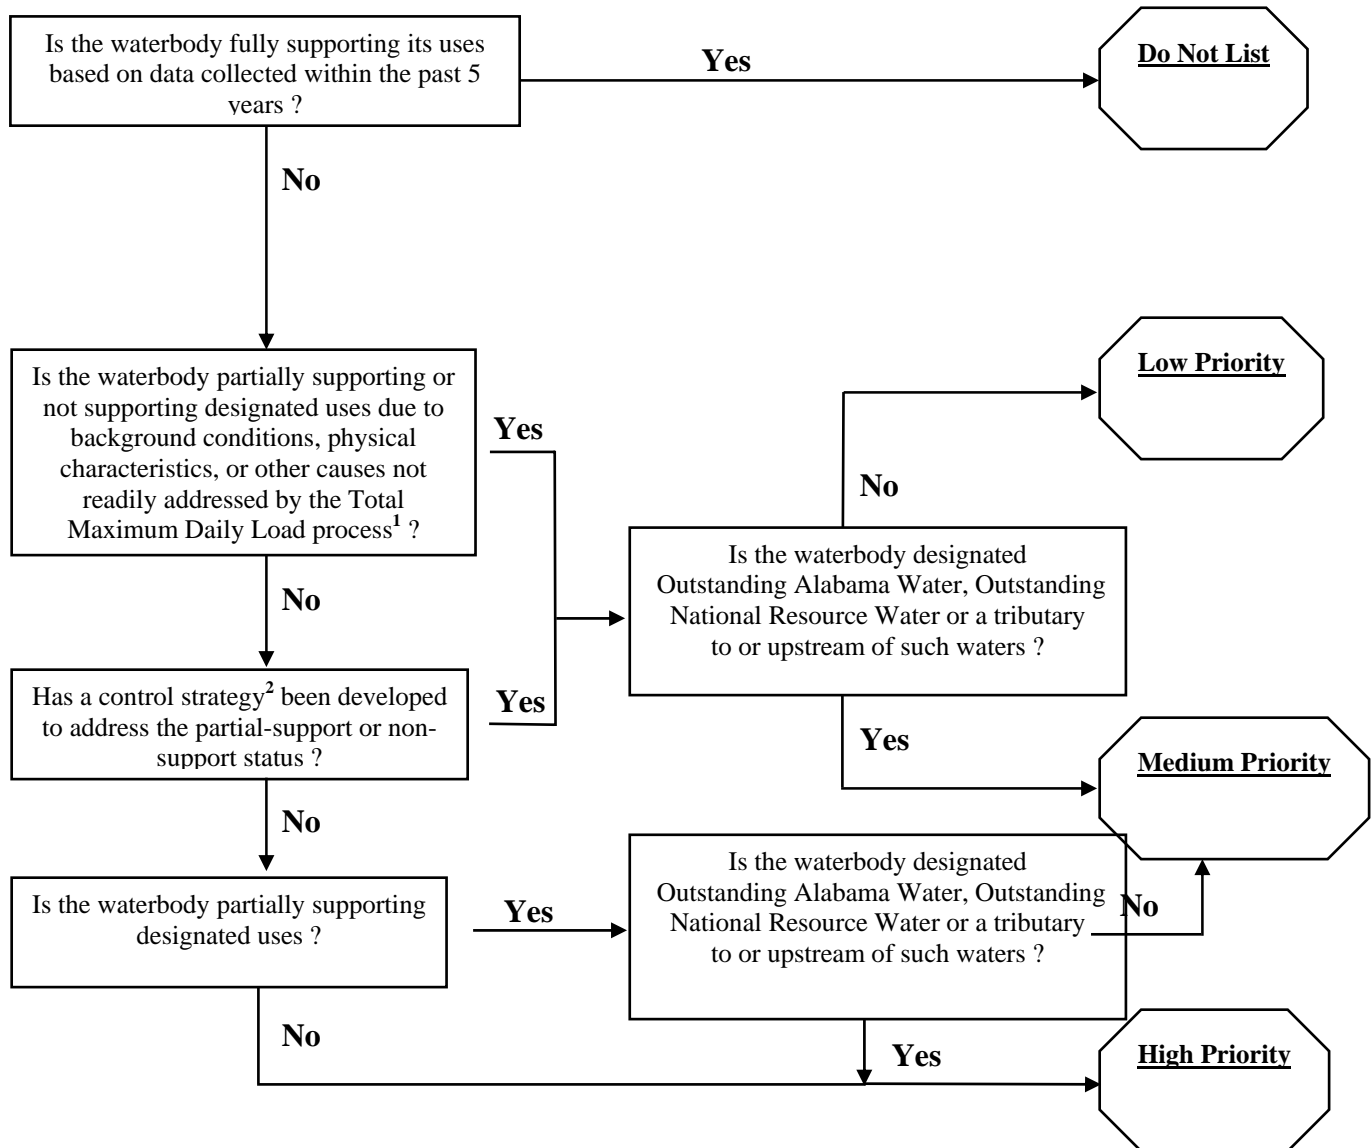 Is the waterbody fully supporting its uses
based on data collected within the past 5
years ?
Yes
Do Not List
No
Is the waterbody partially supporting or
not supporting designated uses due to
background conditions, physical
characteristics, or other causes not
readily addressed by the Total
Maximum Daily Load process1 ?
Yes
Low Priority
No
Is the waterbody designated
Outstanding Alabama Water, Outstanding
National Resource Water or a tributary
to or upstream of such waters ?
No
Has a control strategy2 been developed
to address the partial-support or non-
support status ?
Yes
Yes
Medium Priority
No
Is the waterbody partially supporting
designated uses ?
Yes
Is the waterbody designated
Outstanding Alabama Water, Outstanding
National Resource Water or a tributary
to or upstream of such waters ?
No
No
Yes
High Priority